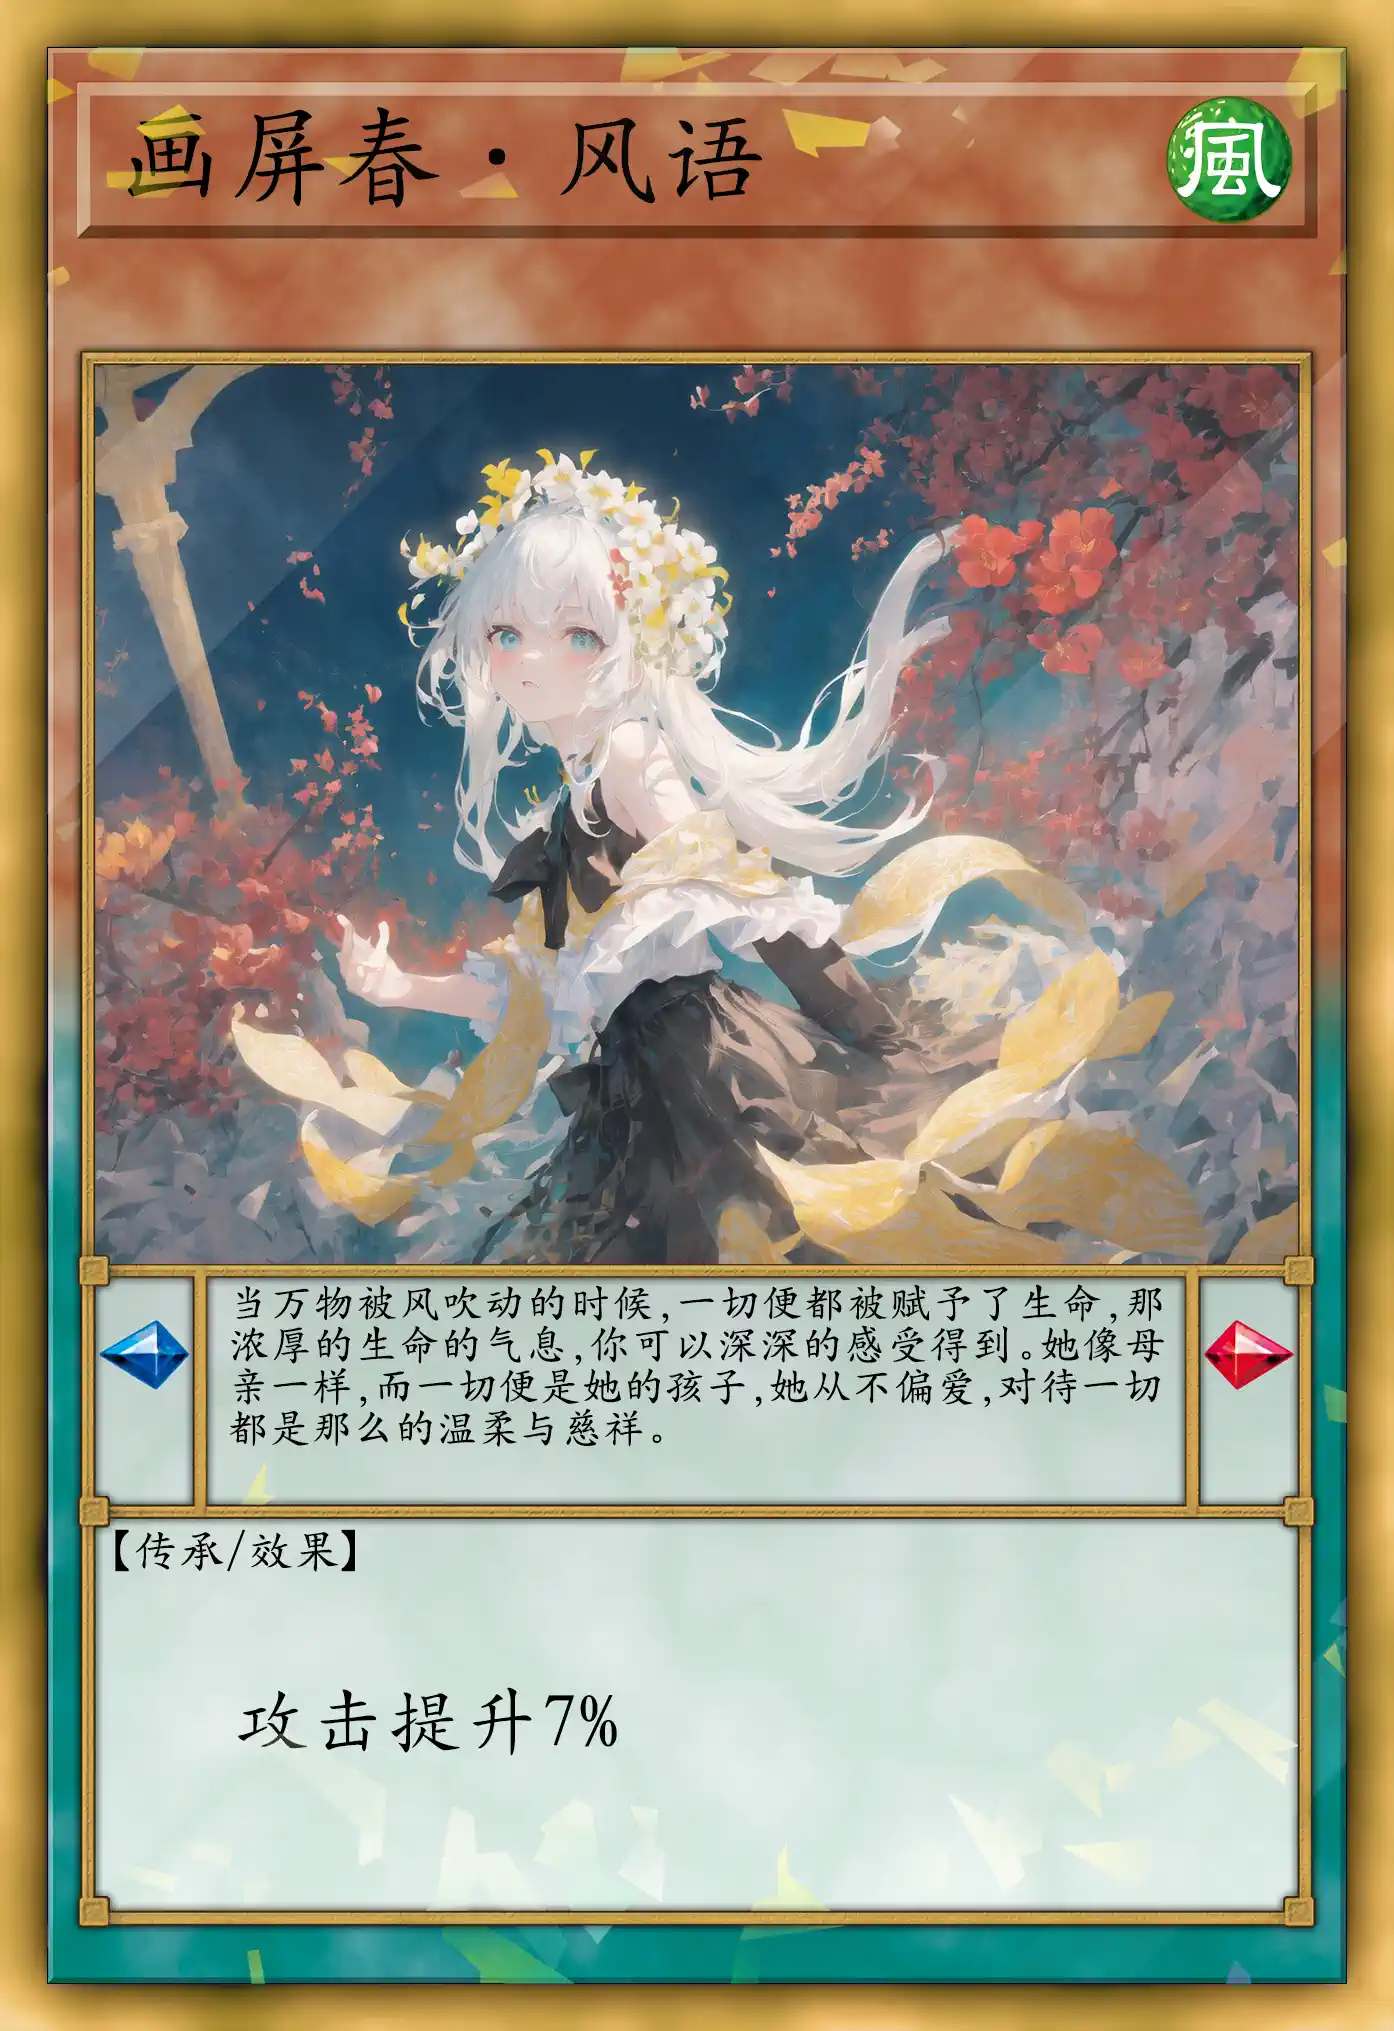 画屏春·风语
風
当万物被风吹动的时候,一切便都被赋予了生命,那
浓厚的生命的气息,你可以深深的感受得到。她像母
亲一样,而一切便是她的孩子,她从不偏爱,对待一切
都是那么的温柔与慈祥。
【传承/效果】
攻击提升7%